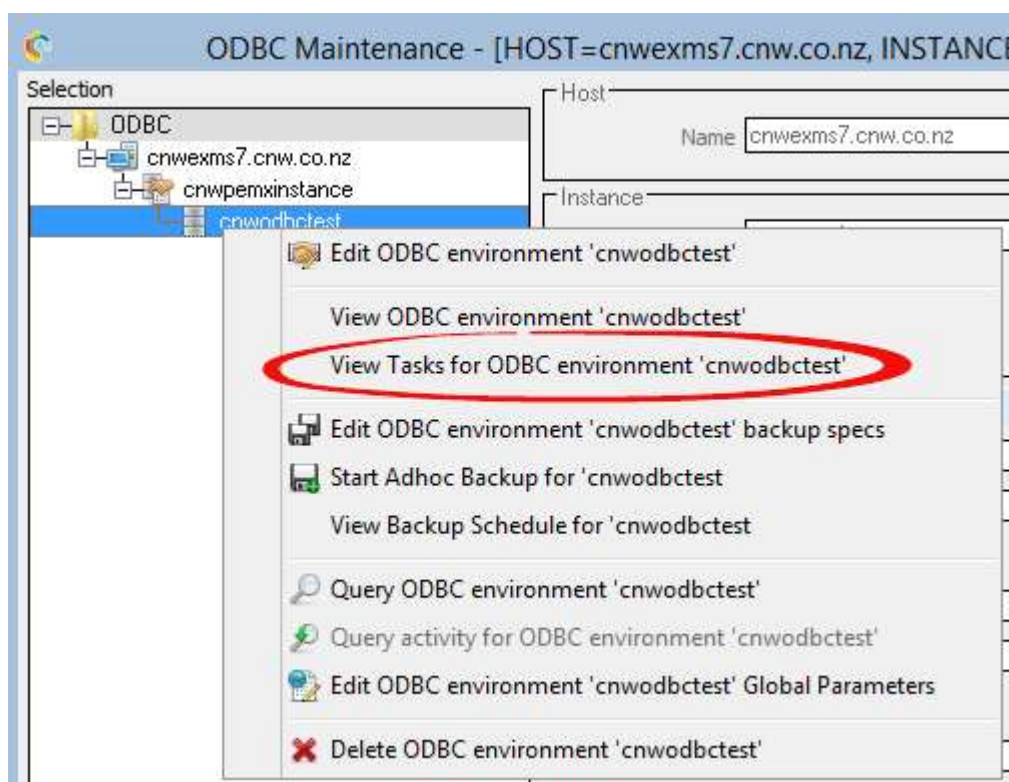 ODBC Maintenance - [HOST=cnwexms7.cnw.co.nz, INSTANCE
Selection
ODBC
cnwexms7.cnw.co.nz
cnwpemxinstance
cnwodbctest
Host
Name cnwexms7.cnw.co.nz
Instance
Edit ODBC environment 'cnwodbctest'
View ODBC environment 'cnwodbctest'
View Tasks for ODBC environment 'cnwodbctest'
Edit ODBC environment 'cnwodbctest' backup specs
Start Adhoc Backup for 'cnwodbctest
View Backup Schedule for 'cnwodbctest
Query ODBC environment 'cnwodbctest'
Query activity for ODBC environment 'cnwodbctest'
Edit ODBC environment 'cnwodbctest' Global Parameters
Delete ODBC environment 'cnwodbctest'